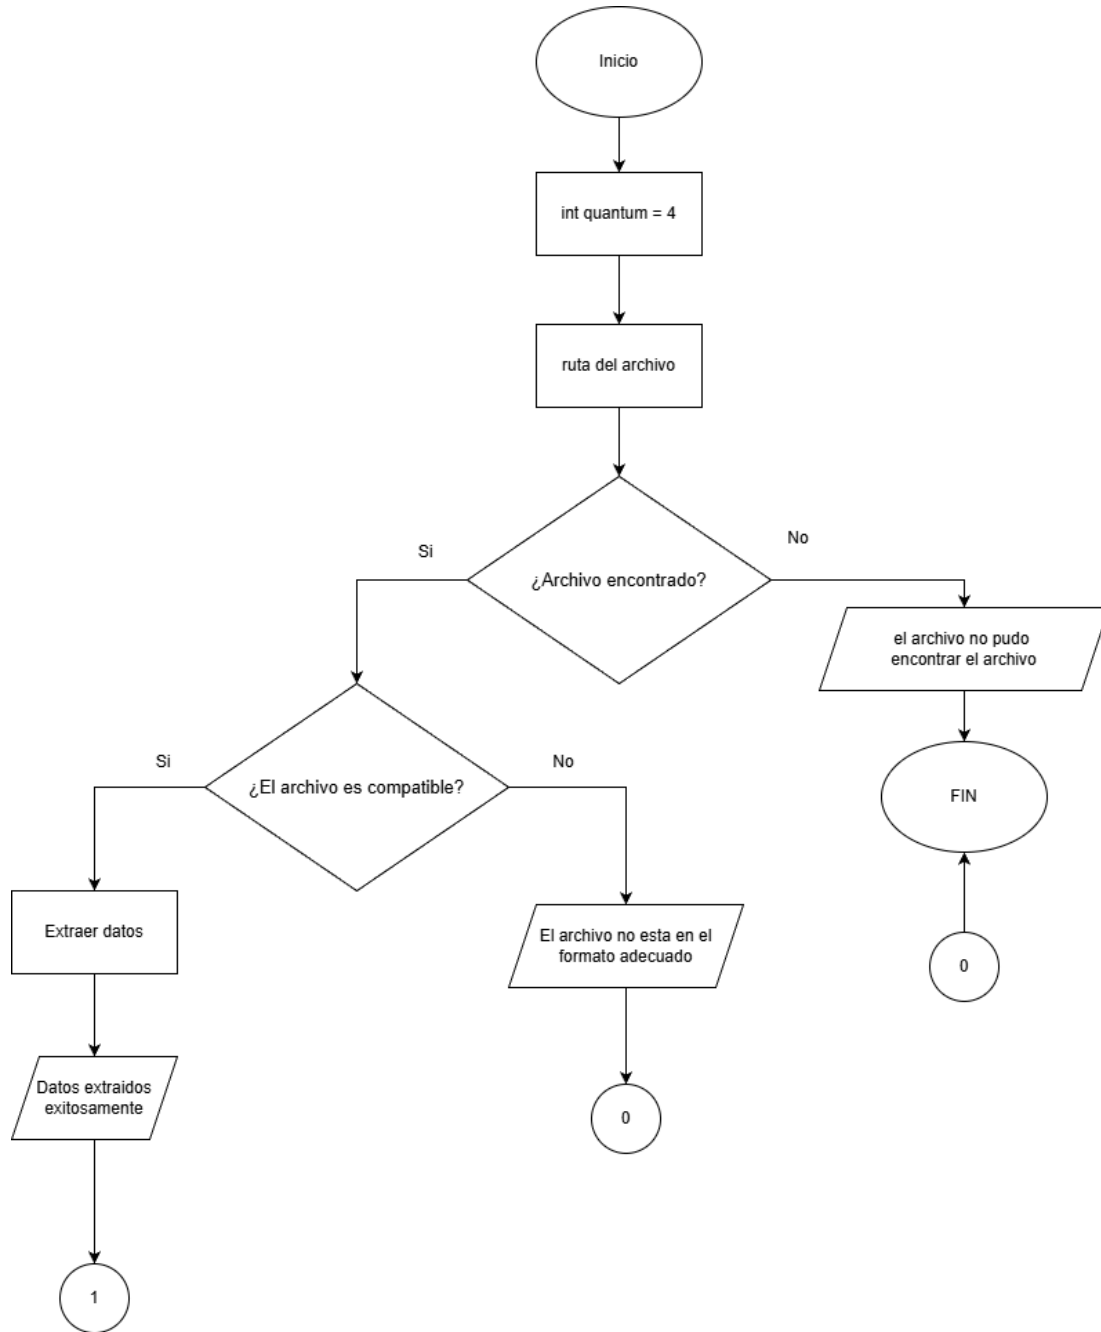 Inicio
int quantum = 4
ruta del archivo
¿Archivo encontrado?
Si
No
el archivo no pudo
encontrar el archivo
FIN
0
¿El archivo es compatible?
Si
No
Extraer datos
El archivo no esta en el
formato adecuado
Datos extraidos
exitosamente
0
1